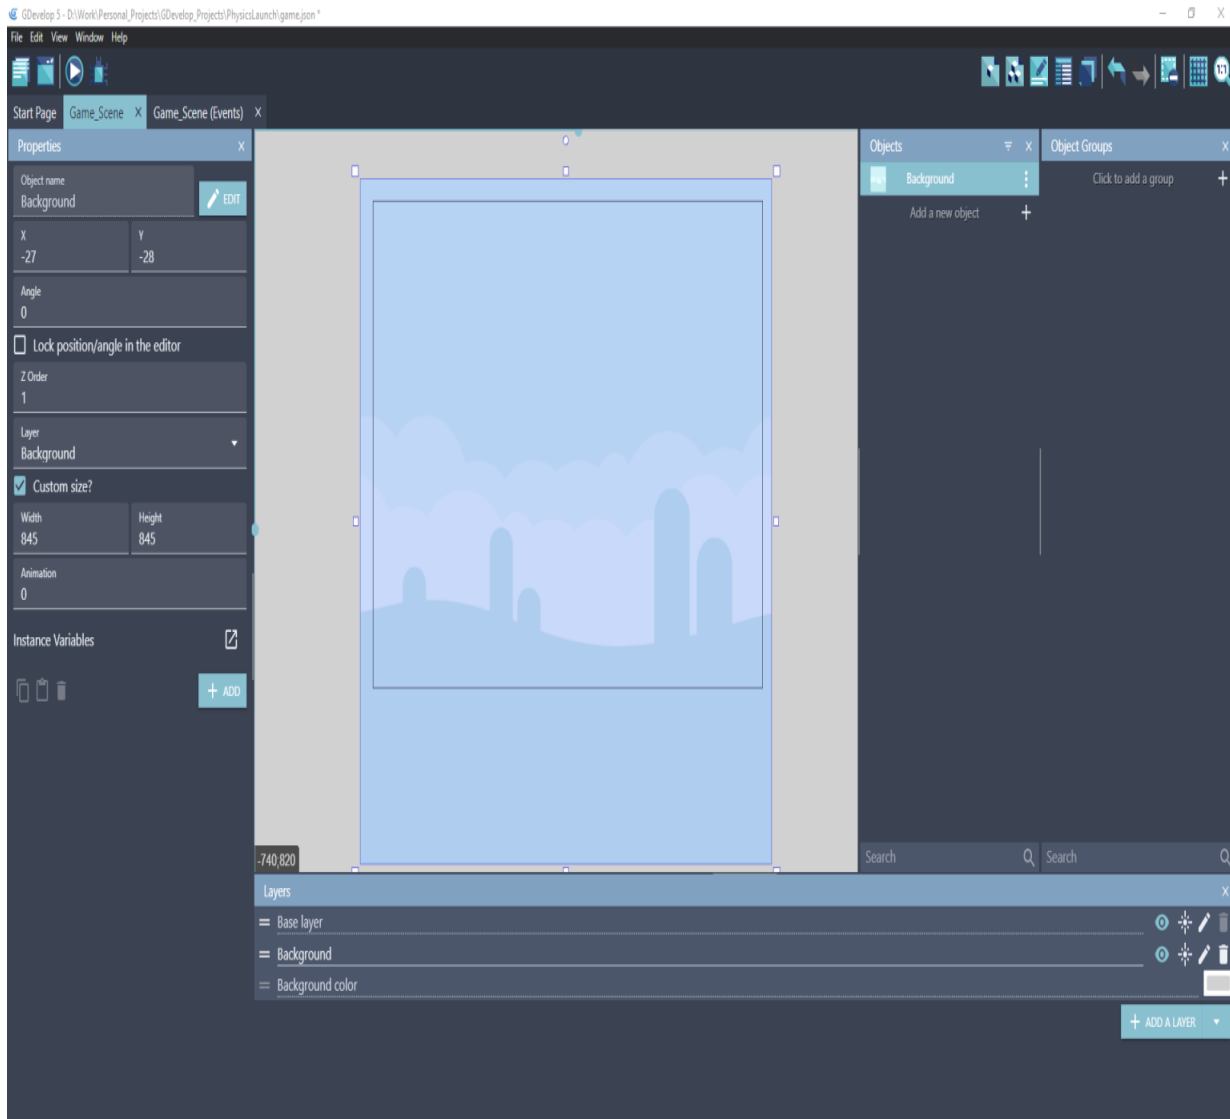 GDevelop 5 - D:\Work\Personal_Projects\GDevelop_Projects\PhysicsLaunch\game.json *
File Edit View Window Help
1:1
Start Page Game_Scene X Game_Scene (Events) X
Properties
Objects
Object Groups
Object name
Background
EDIT
Background
Click to add a group
Add a new object
X Y
-27 -28
Angle
0
Lock position/angle in the editor
Z Order
1
Layer
Background
Custom size?
Width Height
845 845
Animation
0
Instance Variables
ADD
-740;820
Search
Search
Layers
Base layer
Background
Background color
ADD A LAYER